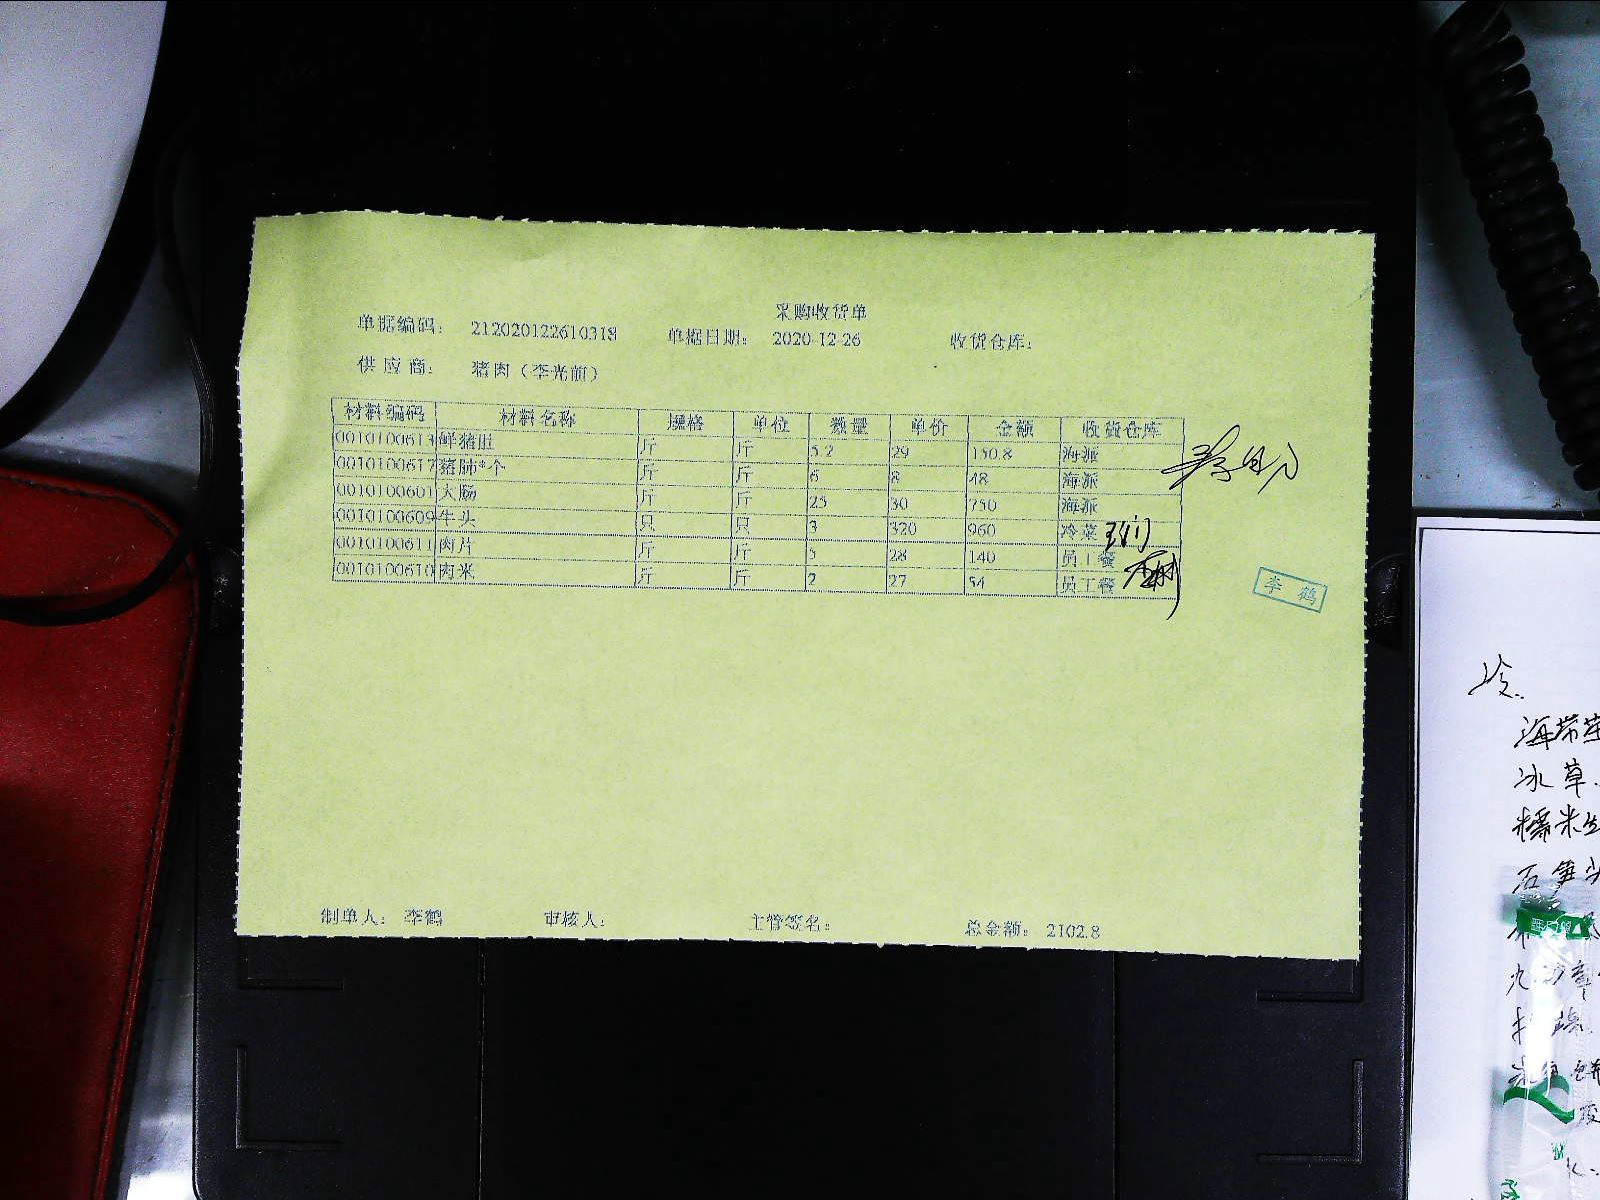 采购收货单
单据编码： 212020122610318 单据日期： 2020-12-26 收货仓库：
供应商： 猪肉（李光前）
材料编码 材料名称 规格 单位 数量 单价 金额 收货仓库
0010100613 鲜猪肚 斤 斤 5.2 29 150.8 海派
0010100617 猪肺*个 斤 斤 6 8 48 海派
0010100601 大肠 斤 斤 25 30 750 海派
0010100609 牛头 只 只 3 320 960 冷菜
0010100611 肉片 斤 斤 5 28 140 员工餐
0010100610 肉米 斤 斤 2 27 54 员工餐
李鹤
制单人： 李鹤 审核人： 主管签名： 总金额： 2102.8
冷
海带
冰草
糯米
石笋